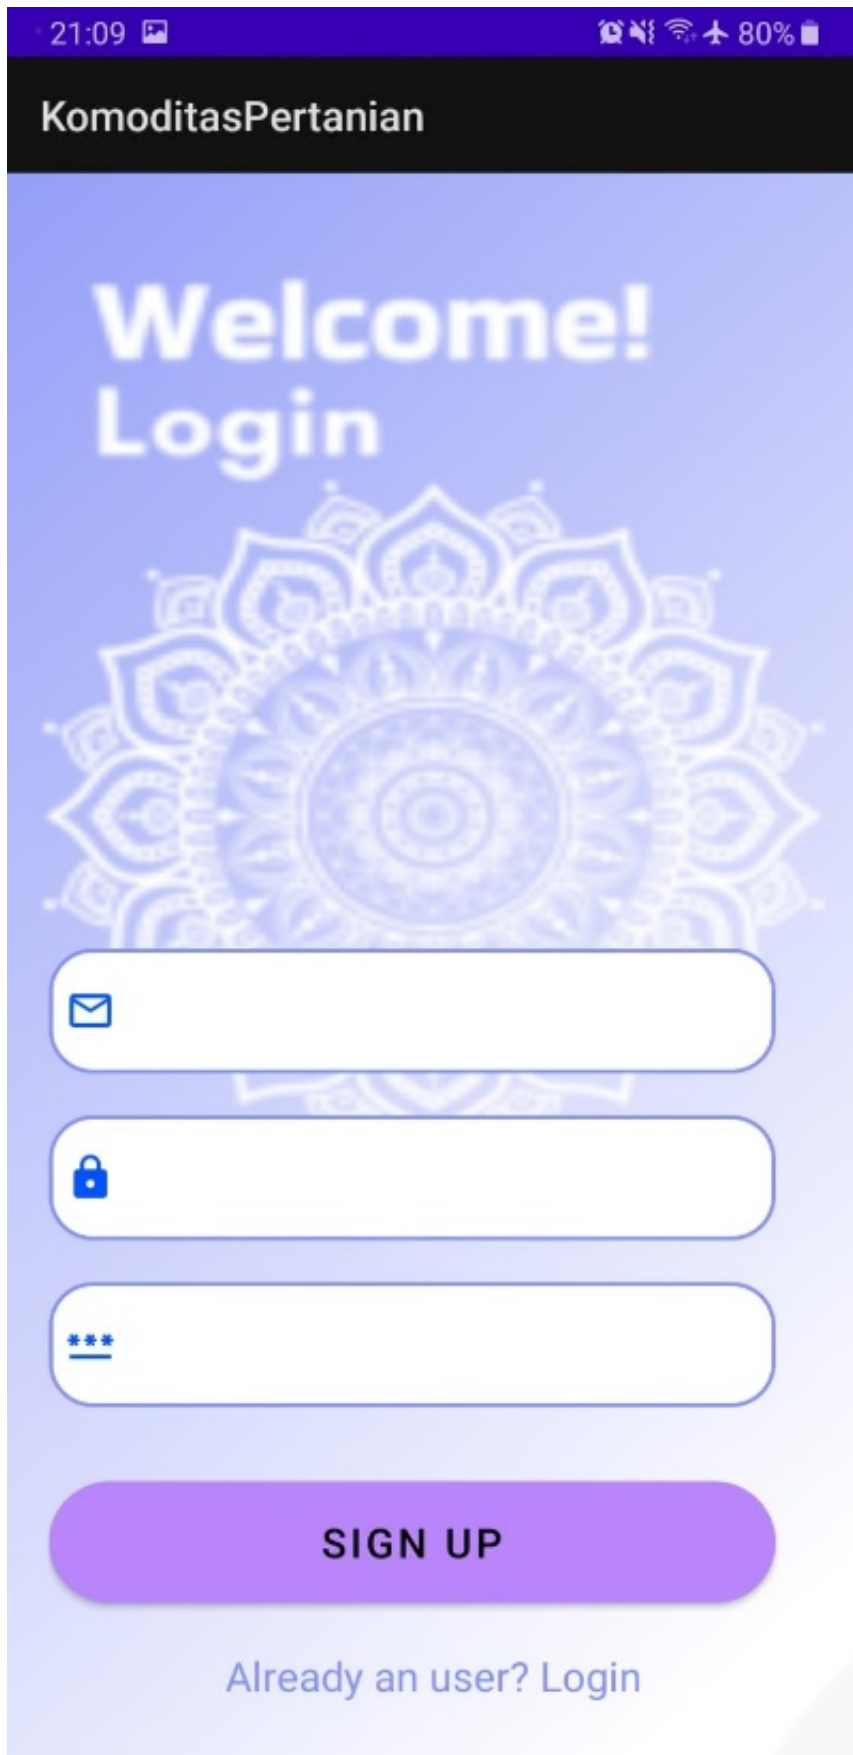 21:09 80%
KomoditasPertanian
Welcome!
Login
***
SIGN UP
Already an user? Login